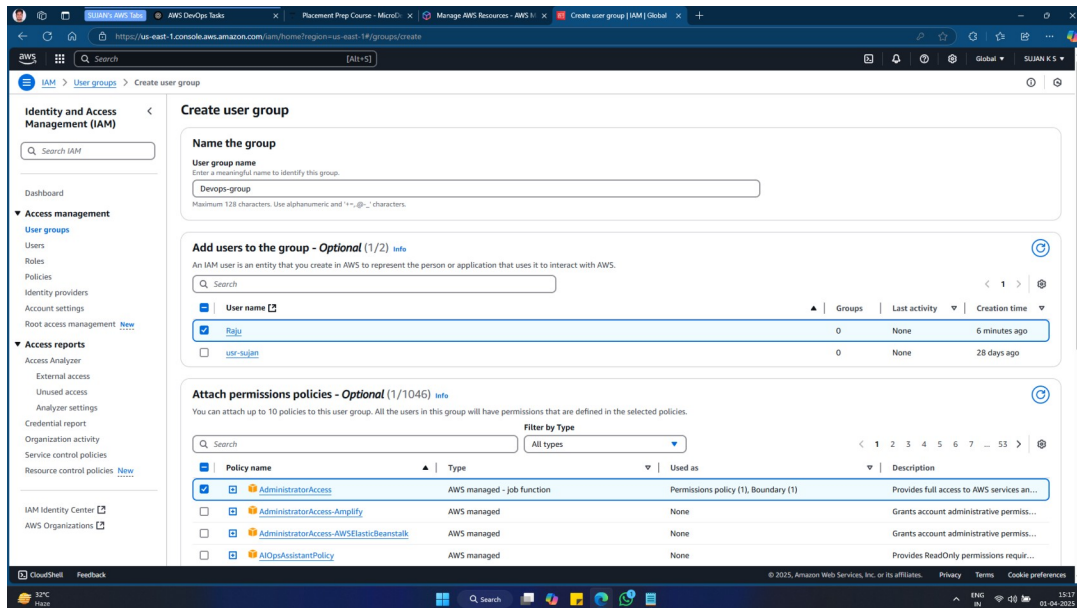 SUJAN's AWS Tabs
AWS DevOps Tasks
Placement Prep Course - MicroDe
Manage AWS Resources - AWS
Create user group | IAM | Global
https://us-east-1.console.aws.amazon.com/iam/home?region=us-east-1#/groups/create
aws
Search [Alt+S]
Global
SUJAN K S
IAM > User groups > Create user group
Identity and Access Management (IAM)
Search IAM
Dashboard
Access management
User groups
Users
Roles
Policies
Identity providers
Account settings
Root access management New
Access reports
Access Analyzer
External access
Unused access
Analyzer settings
Credential report
Organization activity
Service control policies
Resource control policies New
IAM Identity Center
AWS Organizations
Create user group
Name the group
User group name
Enter a meaningful name to identify this group.
Devops-group
Maximum 128 characters. Use alphanumeric and '+=,.@-_' characters.
Add users to the group - Optional (1/2) Info
An IAM user is an entity that you create in AWS to represent the person or application that uses it to interact with AWS.
Search
1
User name Groups Last activity Creation time
Raju 0 None 6 minutes ago
usr-sujan 0 None 28 days ago
Attach permissions policies - Optional (1/1046) Info
You can attach up to 10 policies to this user group. All the users in this group will have permissions that are defined in the selected policies.
Filter by Type
Search
All types
1 2 3 4 5 6 7 ... 53
Policy name Type Used as Description
AdministratorAccess AWS managed - job function Permissions policy (1), Boundary (1) Provides full access to AWS services an...
AdministratorAccess-Amplify AWS managed None Grants account administrative permiss...
AdministratorAccess-AWSElasticBeanstalk AWS managed None Grants account administrative permiss...
AIOpsAssistantPolicy AWS managed None Provides ReadOnly permissions requir...
CloudShell Feedback © 2025, Amazon Web Services, Inc. or its affiliates. Privacy Terms Cookie preferences
32°C
Haze
Search
ENG
IN
15:17
01-04-2025